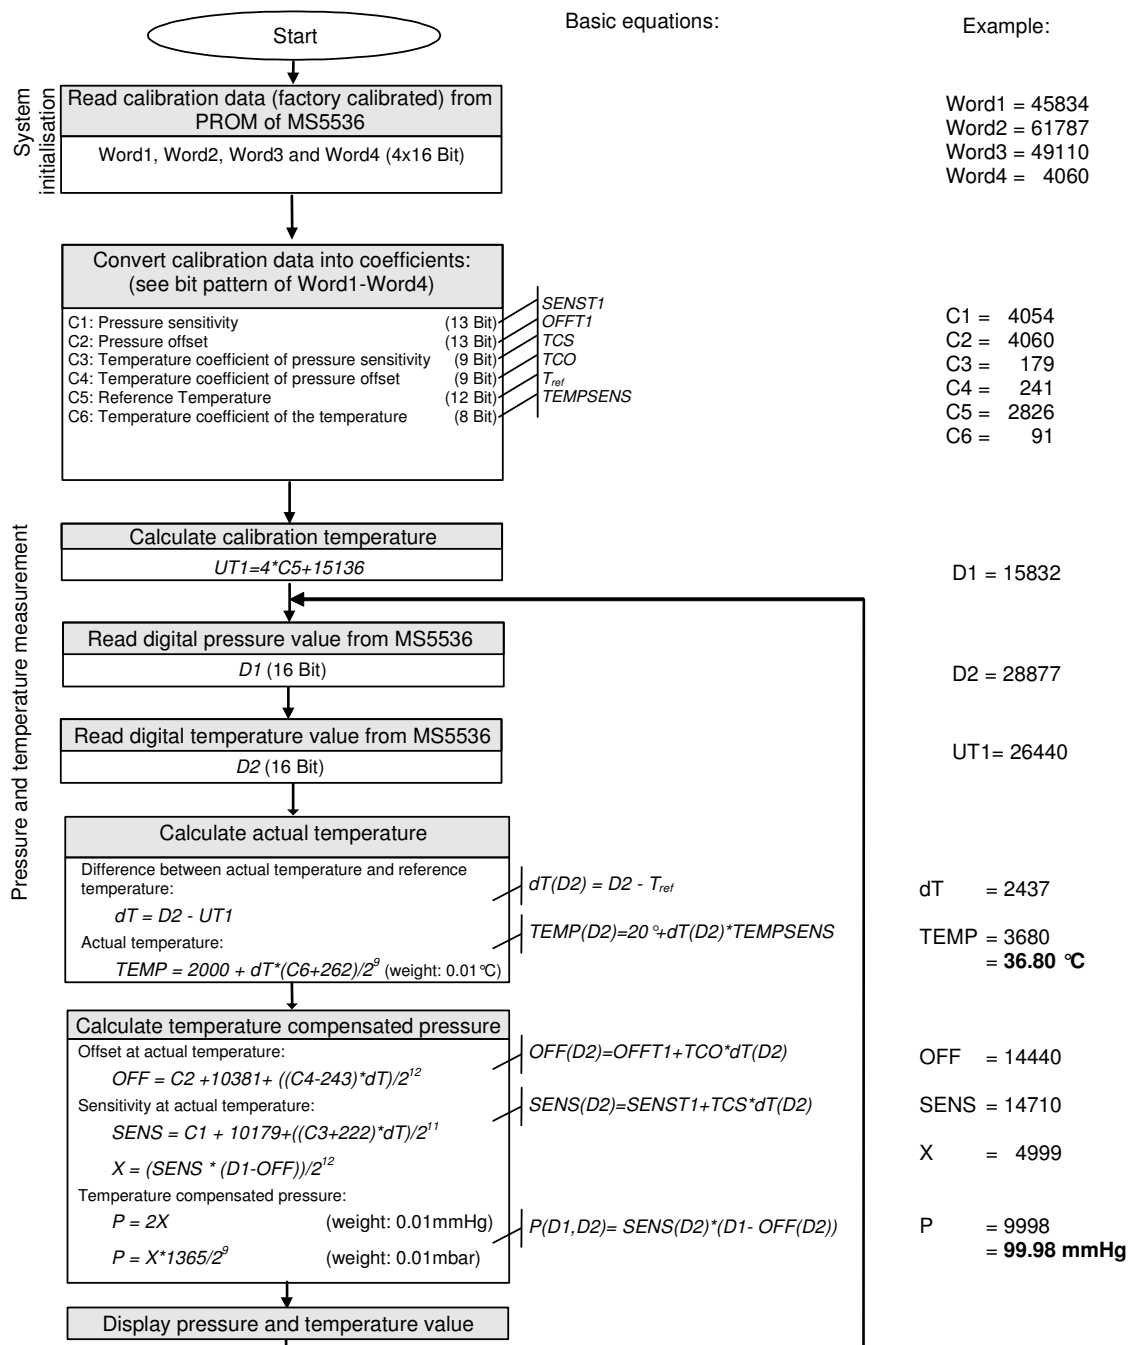 Start
Basic equations:
Example:
System initialisation
Read calibration data (factory calibrated) from
PROM of MS5536
Word1, Word2, Word3 and Word4 (4x16 Bit)
Word1 = 45834
Word2 = 61787
Word3 = 49110
Word4 = 4060
Convert calibration data into coefficients:
(see bit pattern of Word1-Word4)
C1: Pressure sensitivity (13 Bit) SENST1
C2: Pressure offset (13 Bit) OFFT1
C3: Temperature coefficient of pressure sensitivity (9 Bit) TCS
C4: Temperature coefficient of pressure offset (9 Bit) TCO
C5: Reference Temperature (12 Bit) Tref
C6: Temperature coefficient of the temperature (8 Bit) TEMPSENS
C1 = 4054
C2 = 4060
C3 = 179
C4 = 241
C5 = 2826
C6 = 91
Pressure and temperature measurement
Calculate calibration temperature
UT1=4*C5+15136
D1 = 15832
Read digital pressure value from MS5536
D1 (16 Bit)
D2 = 28877
Read digital temperature value from MS5536
D2 (16 Bit)
UT1= 26440
Calculate actual temperature
Difference between actual temperature and reference
temperature:
dT = D2 - UT1
dT(D2) = D2 - Tref
dT = 2437
Actual temperature:
TEMP = 2000 + dT*(C6+262)/2^9 (weight: 0.01°C)
TEMP(D2)=20°+dT(D2)*TEMPSENS
TEMP = 3680
= 36.80 °C
Calculate temperature compensated pressure
Offset at actual temperature:
OFF = C2 +10381+ ((C4-243)*dT)/2^12
OFF(D2)=OFFT1+TCO*dT(D2)
OFF = 14440
Sensitivity at actual temperature:
SENS = C1 + 10179+((C3+222)*dT)/2^11
SENS(D2)=SENST1+TCS*dT(D2)
SENS = 14710
X = (SENS * (D1-OFF))/2^12
X = 4999
Temperature compensated pressure:
P = 2X (weight: 0.01mmHg)
P = X*1365/2^9 (weight: 0.01mbar)
P(D1,D2)= SENS(D2)*(D1- OFF(D2))
P = 9998
= 99.98 mmHg
Display pressure and temperature value